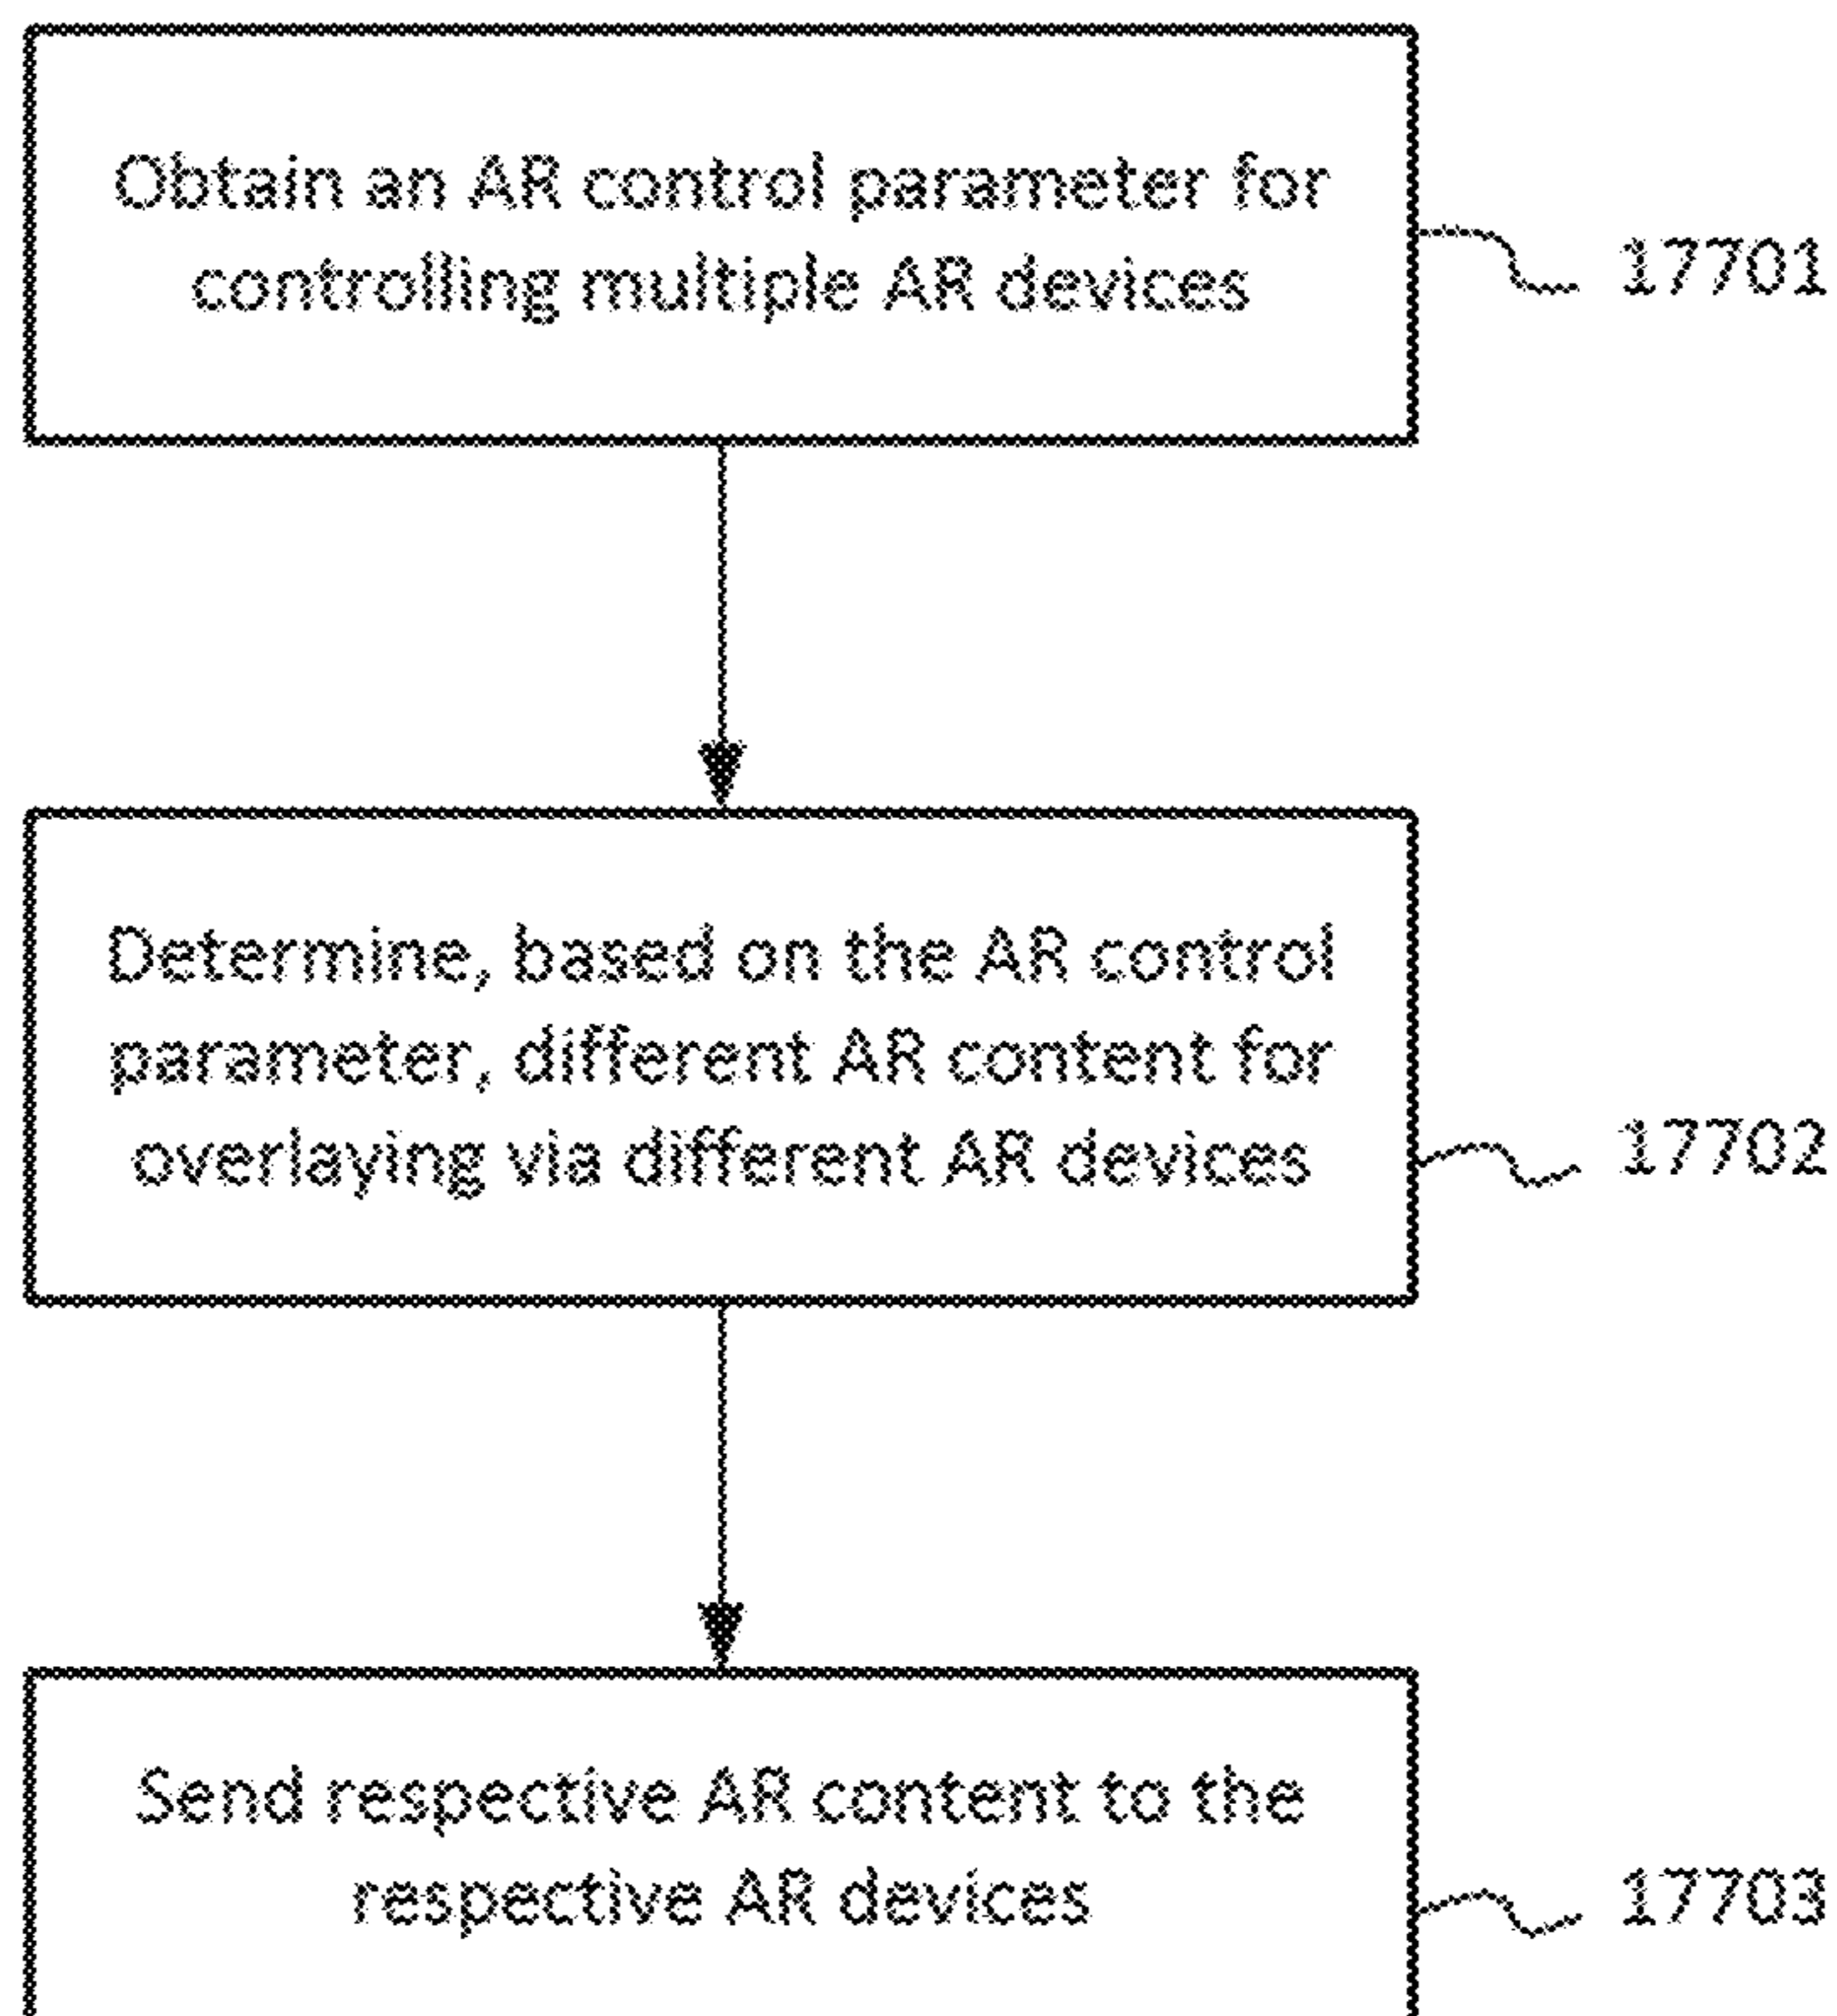 Obtain an AR control parameter for
controlling multiple AR devices
17701
Determine, based on the AR control
parameter, different AR content for
overlaying via different AR devices
17702
Send respective AR content to the
respective AR devices
17703